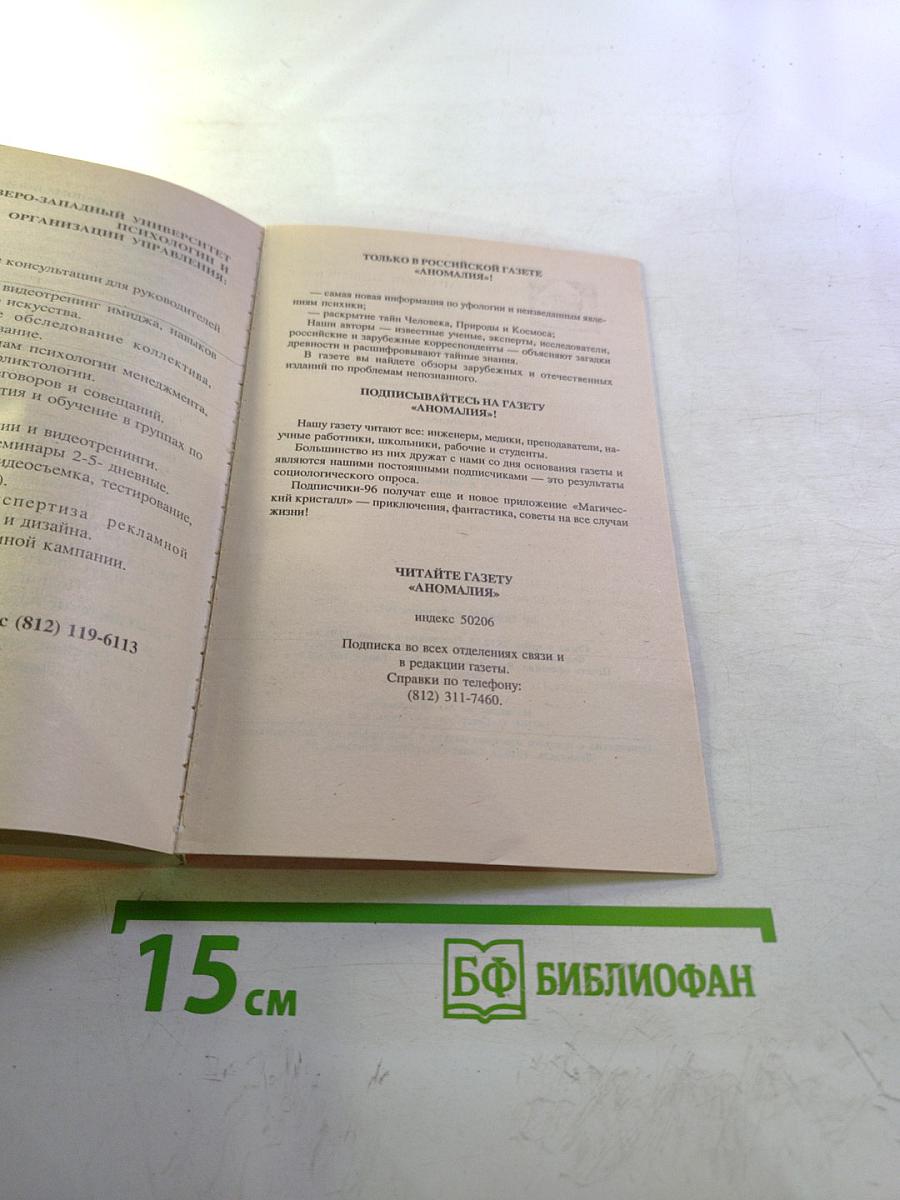 ВЕРО-ЗАПАДНЫЙ УНИВЕРСИТЕТ
ПСИХОЛОГИИ И
ОРГАНИЗАЦИИ УПРАВЛЕНИЯ:
консультации для руководителей
видеотренинг имиджа, навыков
искусства.
обследование коллектива,
вание.
ам психологии менеджмента,
фликтологии.
еговоров и совещаний.
тия и обучение в группах по
ии и видеотренинги.
еминары 2-5- дневные.
идеосъемка, тестирование,
).
спертиза рекламной
и дизайна.
ной кампании.
с (812) 119-6113
ТОЛЬКО В РОССИЙСКОЙ ГАЗЕТЕ
«АНОМАЛИЯ»!
— самая новая информация по уфологии и неизведанным явле-
ниям психики;
— раскрытие тайн Человека, Природы и Космоса;
Наши авторы — известные ученые, эксперты, исследователи,
российские и зарубежные корреспонденты — объясняют загадки
древности и расшифровывают тайные знания.
В газете вы найдете обзоры зарубежных и отечественных
изданий по проблемам непознанного.
ПОДПИСЫВАЙТЕСЬ НА ГАЗЕТУ
«АНОМАЛИЯ»!
Нашу газету читают все: инженеры, медики, преподаватели, на-
учные работники, школьники, рабочие и студенты.
Большинство из них дружат с нами со дня основания газеты и
являются нашими постоянными подписчиками — это результаты
социологического опроса.
Подписчики-96 получат еще и новое приложение «Магичес-
кий кристалл» — приключения, фантастика, советы на все случаи
жизни!
ЧИТАЙТЕ ГАЗЕТУ
«АНОМАЛИЯ»
индекс 50206
Подписка во всех отделениях связи и
в редакции газеты.
Справки по телефону:
(812) 311-7460.
15 см
БФ БИБЛИОФАН